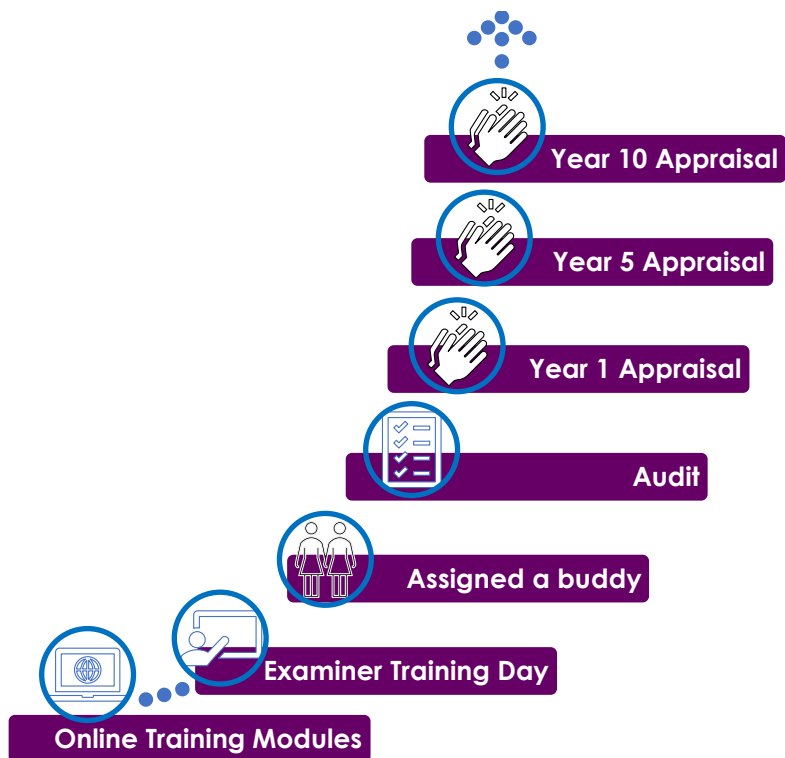 Year 10 Appraisal
Year 5 Appraisal
Year 1 Appraisal
Audit
Assigned a buddy
Examiner Training Day
Online Training Modules